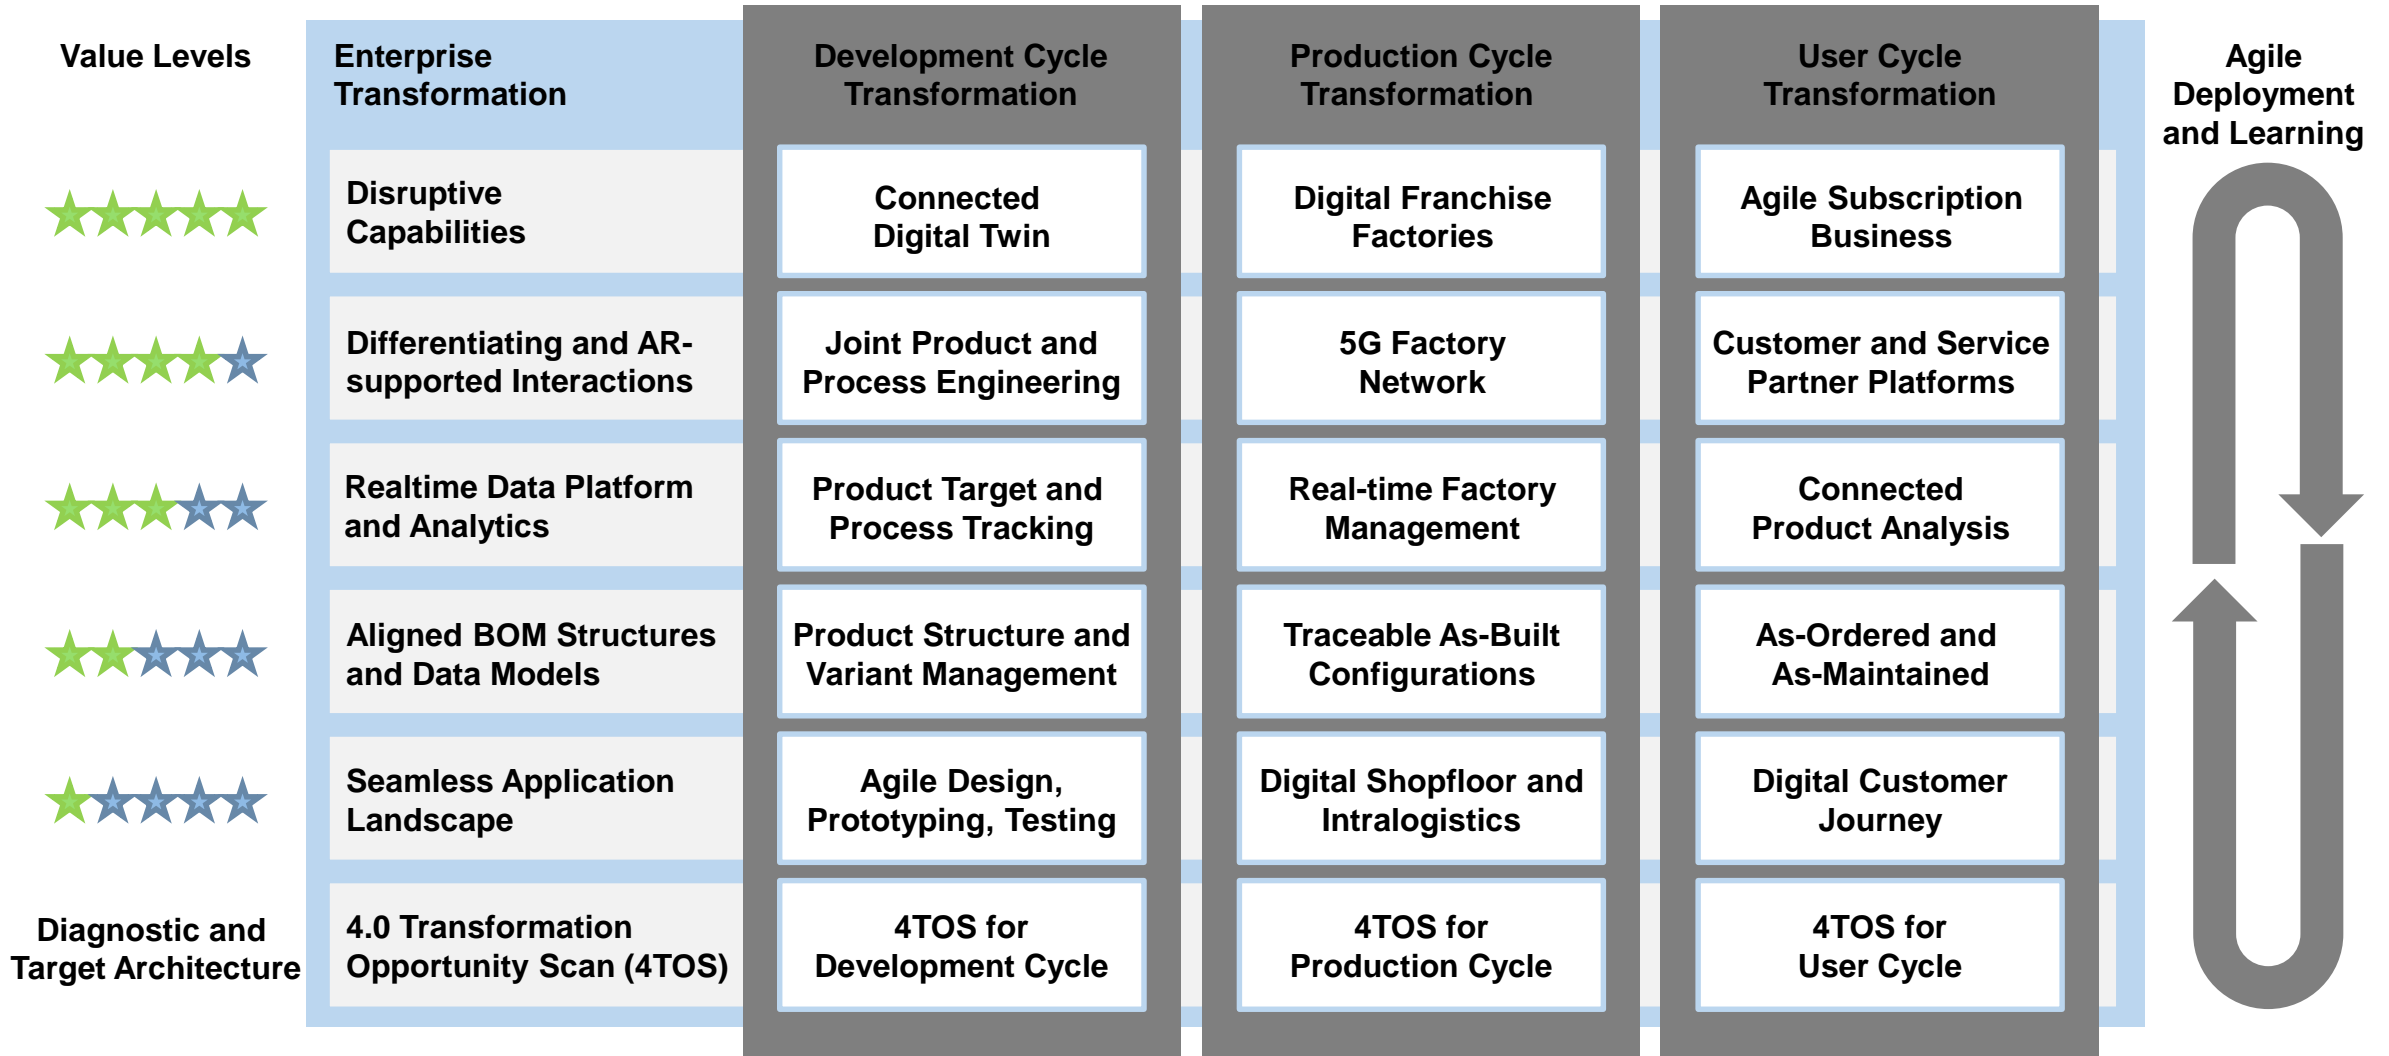 Value Levels
Enterprise
Transformation
Development Cycle
Transformation
Production Cycle
Transformation
User Cycle
Transformation
Agile
Deployment
and Learning
Disruptive
Capabilities
Connected
Digital Twin
Digital Franchise
Factories
Agile Subscription
Business
Differentiating and AR-
supported Interactions
Joint Product and
Process Engineering
5G Factory
Network
Customer and Service
Partner Platforms
Realtime Data Platform
and Analytics
Product Target and
Process Tracking
Real-time Factory
Management
Connected
Product Analysis
Aligned BOM Structures
and Data Models
Product Structure and
Variant Management
Traceable As-Built
Configurations
As-Ordered and
As-Maintained
Seamless Application
Landscape
Agile Design,
Prototyping, Testing
Digital Shopfloor and
Intralogistics
Digital Customer
Journey
Diagnostic and
Target Architecture
4.0 Transformation
Opportunity Scan (4TOS)
4TOS for
Development Cycle
4TOS for
Production Cycle
4TOS for
User Cycle